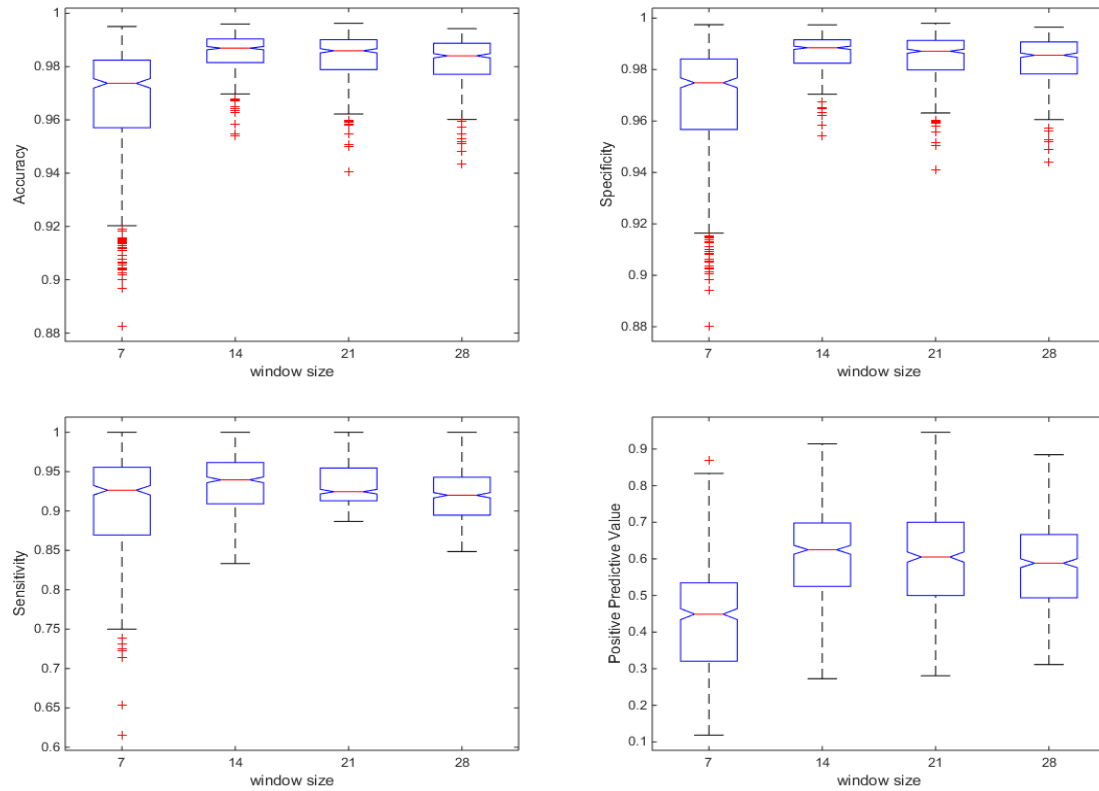 Accuracy
1
0.98
0.96
0.94
0.92
0.9
0.88
7 14 21 28
window size
Specificity
1
0.98
0.96
0.94
0.92
0.9
0.88
7 14 21 28
window size
Sensitivity
1
0.95
0.9
0.85
0.8
0.75
0.7
0.65
0.6
7 14 21 28
window size
Positive Predictive Value
0.9
0.8
0.7
0.6
0.5
0.4
0.3
0.2
0.1
7 14 21 28
window size